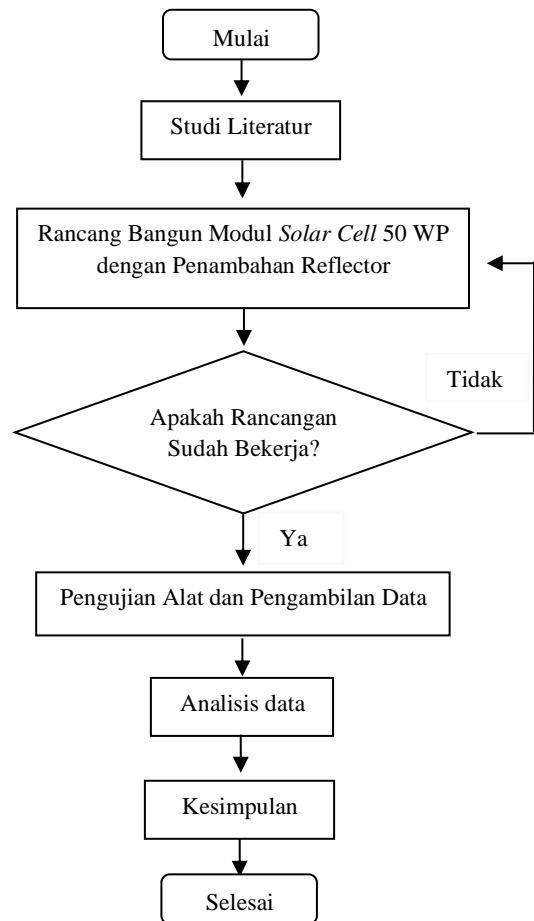 Mulai
Studi Literatur
Rancang Bangun Modul Solar Cell 50 WP
dengan Penambahan Reflector
Tidak
Apakah Rancangan
Sudah Bekerja?
Ya
Pengujian Alat dan Pengambilan Data
Analisis data
Kesimpulan
Selesai